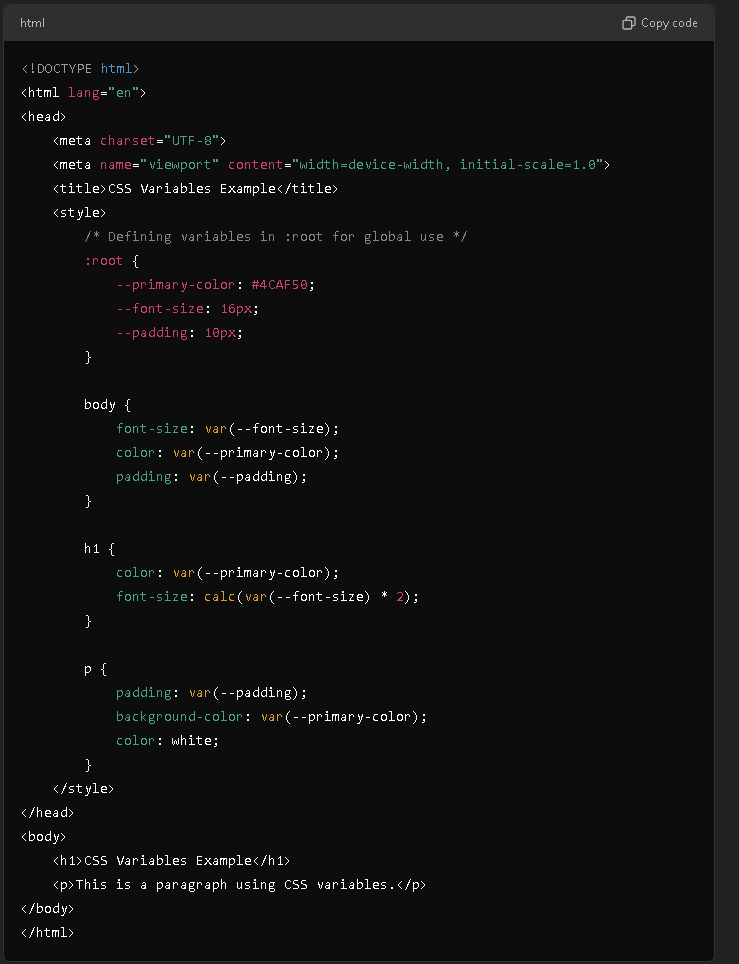 html
Copy code
<!DOCTYPE html>
<html lang="en">
<head>
    <meta charset="UTF-8">
    <meta name="viewport" content="width=device-width, initial-scale=1.0">
    <title>CSS Variables Example</title>
    <style>
        /* Defining variables in :root for global use */
        :root {
            --primary-color: #4CAF50;
            --font-size: 16px;
            --padding: 10px;
        }

        body {
            font-size: var(--font-size);
            color: var(--primary-color);
            padding: var(--padding);
        }

        h1 {
            color: var(--primary-color);
            font-size: calc(var(--font-size) * 2);
        }

        p {
            padding: var(--padding);
            background-color: var(--primary-color);
            color: white;
        }
    </style>
</head>
<body>
    <h1>CSS Variables Example</h1>
    <p>This is a paragraph using CSS variables.</p>
</body>
</html>